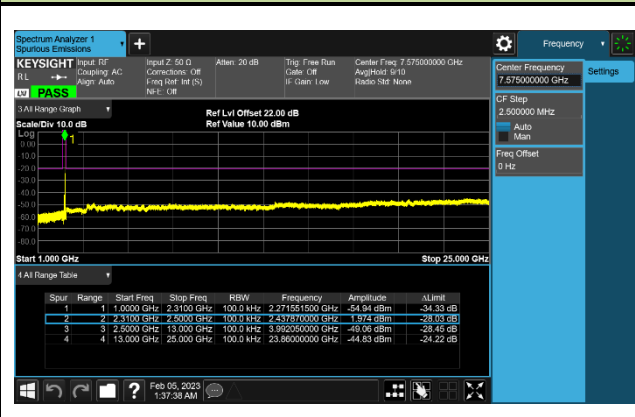 Spectrum Analyzer 1
Spurious Emissions
+
Frequency
KEYSIGHT Input: RF Input Z: 50 Ω Atten: 20 dB Trig: Free Run Center Freq: 7.575000000 GHz
RL Coupling: AC Corrections: Off Gate: Off Avg|Hold: 9/10
Align: Auto Freq Ref: Int (S) IF Gain: Low Radio Std: None
NFE: Off
LV PASS
3 All Range Graph
Ref Lvl Offset 22.00 dB
Scale/Div 10.0 dB Ref Value 10.00 dBm
Log
1
0.00
-10.0
-20.0
-30.0
-40.0
-50.0
-60.0
-70.0
-80.0
Start 1.000 GHz Stop 25.000 GHz
4 All Range Table
Spur Range Start Freq Stop Freq RBW Frequency Amplitude ΔLimit
1 1 1.0000 GHz 2.3100 GHz 100.0 kHz 2.271551500 GHz -54.94 dBm -34.33 dB
2 2 2.3100 GHz 2.5000 GHz 100.0 kHz 2.437870000 GHz 1.974 dBm -28.03 dB
3 3 2.5000 GHz 13.000 GHz 100.0 kHz 3.992050000 GHz -49.06 dBm -28.45 dB
4 4 13.000 GHz 25.000 GHz 100.0 kHz 23.86000000 GHz -44.83 dBm -24.22 dB
Center Frequency
7.575000000 GHz
Settings
CF Step
2.500000 MHz
Auto
Man
Freq Offset
0 Hz
?
Feb 05, 2023
1:37:38 AM